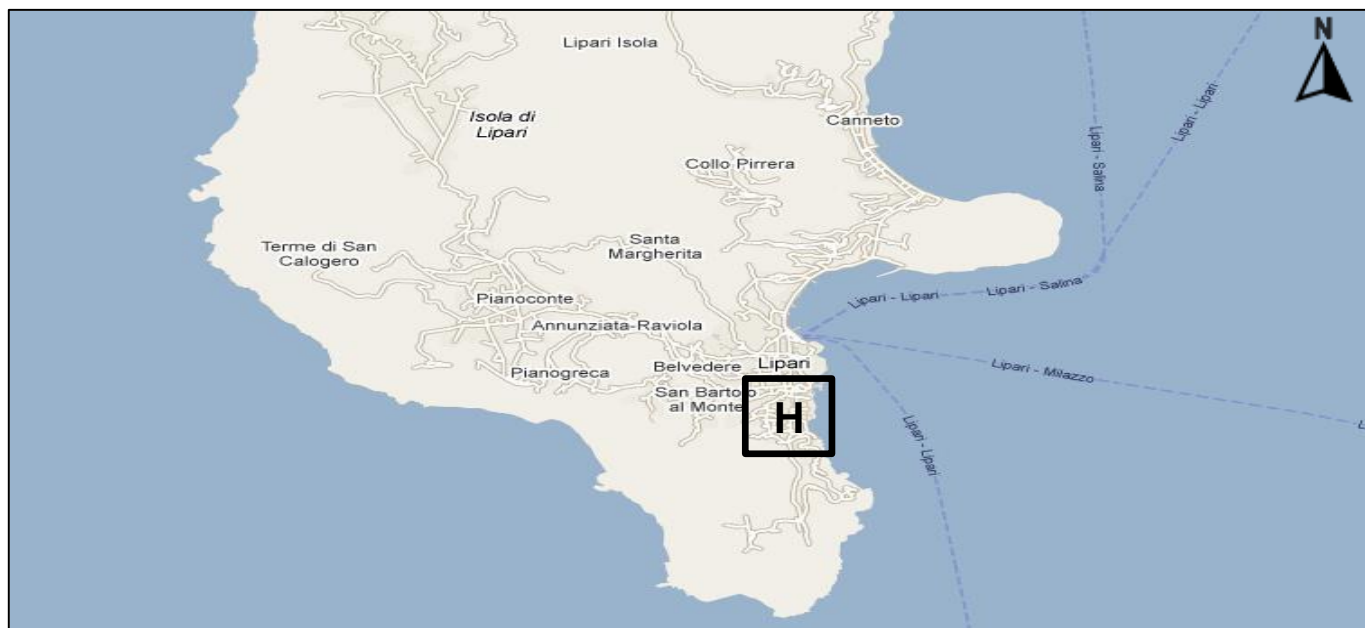 N
Lipari Isola
Canneto
Isola di
Lipari
Collo Pirrera
Lipari - Salina
Lipari - Lipari
Santa
Margherita
Terme di San
Calogero
Pianoconte
Lipari - Lipari
Lipari - Salina
Annunziata-Raviola
Lipari
Belvedere
Lipari - Milazzo
Pianogreca
San Bartolo
al Monte
H
Lipari - Lipari